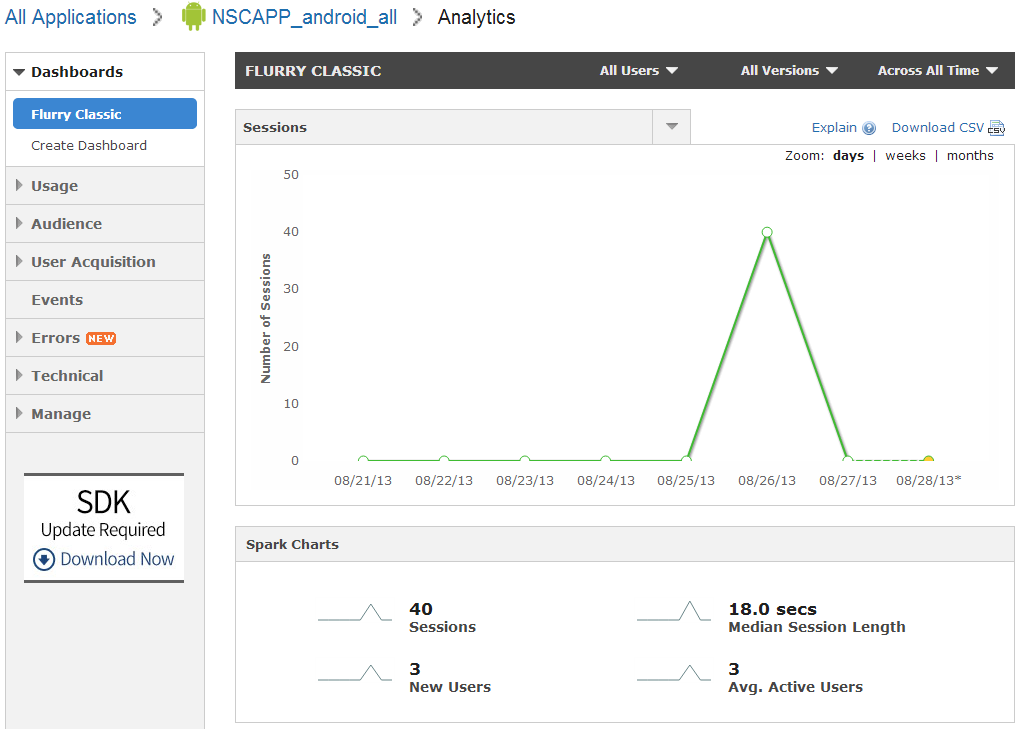 All Applications NSCAPP_android_all Analytics
Dashboards
Flurry Classic
Create Dashboard
Usage
Audience
User Acquisition
Events
Errors NEW
Technical
Manage
SDK
Update Required
Download Now
FLURRY CLASSIC All Users All Versions Across All Time
Sessions
Explain ? Download CSV CSV
Zoom: days | weeks | months
50
40
30
20
10
0
Number of Sessions
08/21/13 08/22/13 08/23/13 08/24/13 08/25/13 08/26/13 08/27/13 08/28/13*
Spark Charts
40
Sessions
18.0 secs
Median Session Length
3
New Users
3
Avg. Active Users